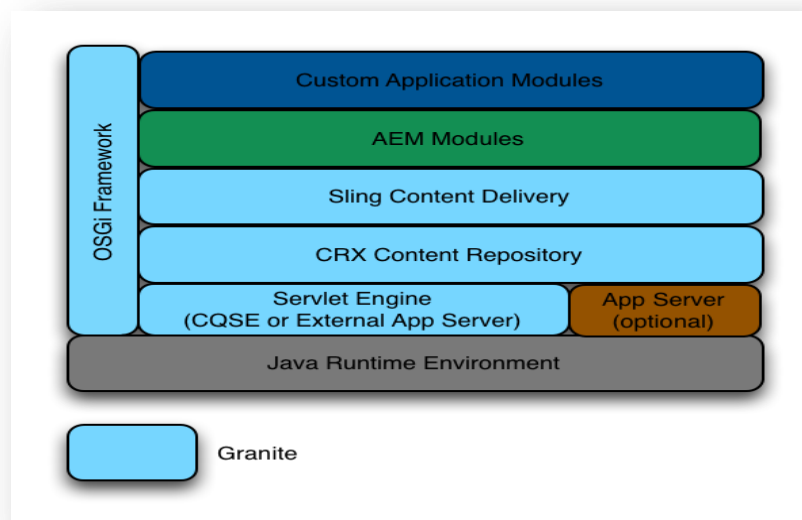 OSGi Framework
Custom Application Modules
AEM Modules
Sling Content Delivery
CRX Content Repository
Servlet Engine
(CQSE or External App Server)
App Server
(optional)
Java Runtime Environment
Granite